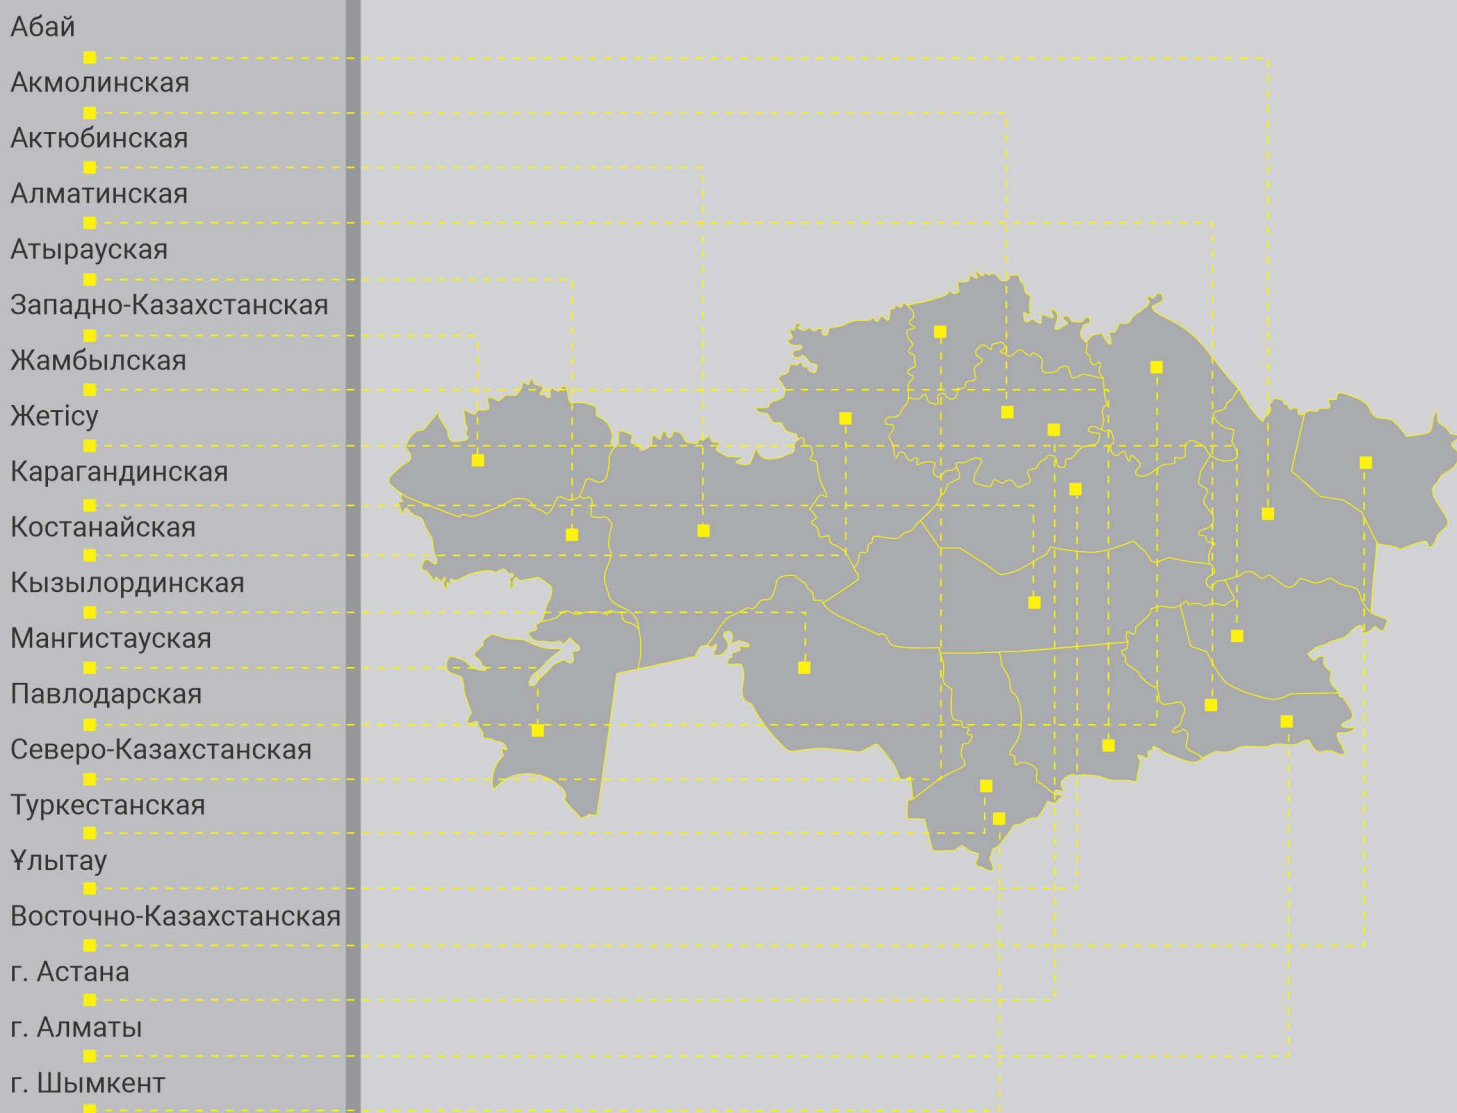 Абай
Акмолинская
Актюбинская
Алматинская
Атырауская
Западно-Казахстанская
Жамбылская
Жетісу
Карагандинская
Костанайская
Кызылординская
Мангистауская
Павлодарская
Северо-Казахстанская
Туркестанская
Ұлытау
Восточно-Казахстанская
г. Астана
г. Алматы
г. Шымкент